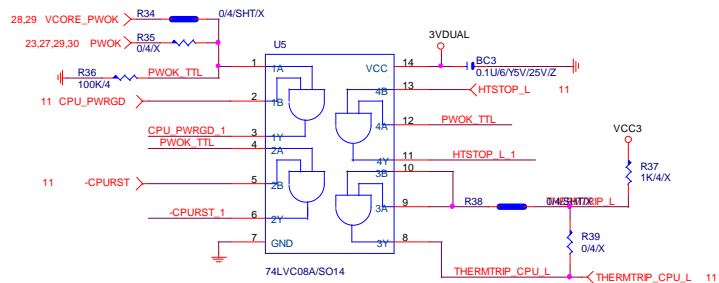 28,29 VCORE_PWOK R34 0/4/SHT/X
23,27,29,30 PWOK R35 0/4/X
R36 100K/4 PWOK_TTL
11 CPU_PWRGD
CPU_PWRGD_1
PWOK_TTL
11 -CPURST
-CPURST_1
U5
1 1A
2 1B
3 1Y
4 2A
5 2B
6 2Y
7 GND
VCC 14
4B 13
4A 12
4Y 11
3B 10
3A 9
3Y 8
74LVC08A/SO14
3VDUAL
BC3
0.1U/6/Y5V/25V/Z
HTSTOP_L 11
PWOK_TTL
HTSTOP_L_1
VCC3
R37
1K/4/X
R38 0/4/SHT/X
R39
0/4/X
THERMTRIP_CPU_L
THERMTRIP_CPU_L 11